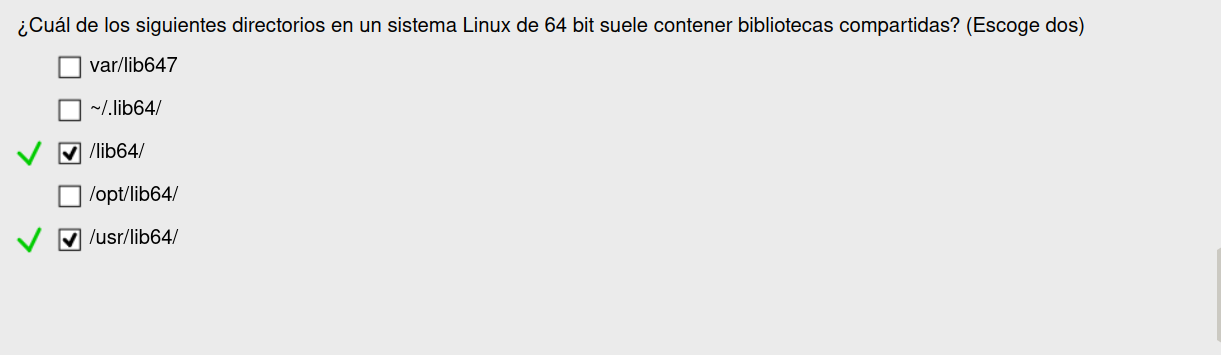 ¿Cuál de los siguientes directorios en un sistema Linux de 64 bit suele contener bibliotecas compartidas? (Escoge dos)
var/lib647
~/.lib64/
/lib64/
/opt/lib64/
/usr/lib64/